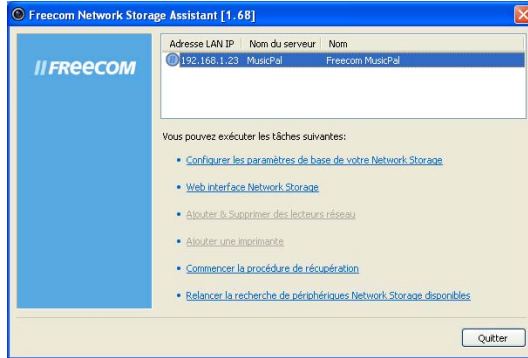 Freecom Network Storage Assistant [1.68]
FREECOM
Adresse LAN IP Nom du serveur Nom
192.168.1.23 MusicPal Freecom MusicPal
Vous pouvez exécuter les tâches suivantes:
Configurer les paramètres de base de votre Network Storage
Web interface Network Storage
Ajouter & Supprimer des lecteurs réseau
Ajouter une imprimante
Commencer la procédure de récupération
Relancer la recherche de périphériques Network Storage disponibles
Quitter